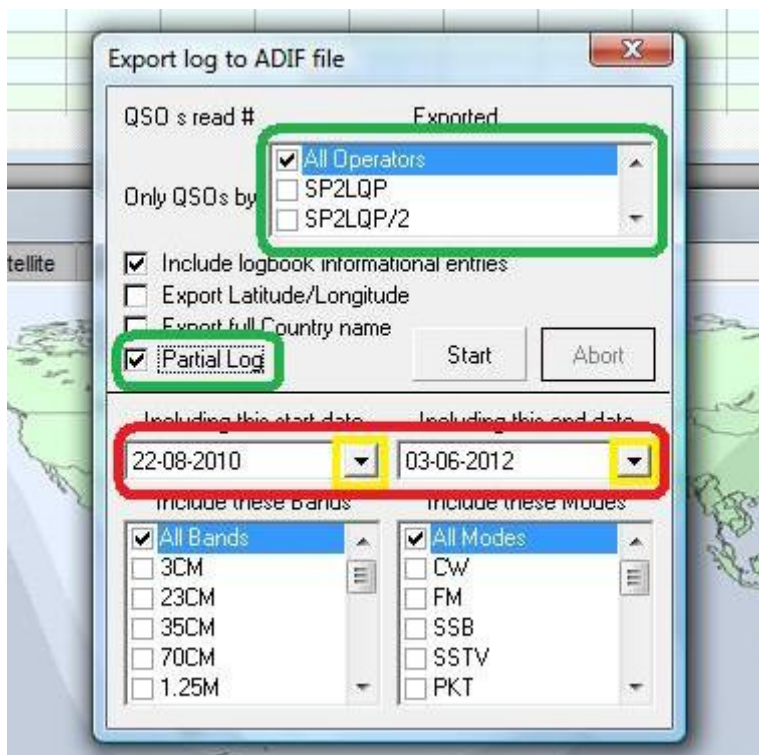 Export log to ADIF file
QSO s read # Exported
Only QSOs by
All Operators
SP2LQP
SP2LQP/2
tellite
Include logbook informational entries
Export Latitude/Longitude
Export full Country name
Partial Log
Start
Abort
Including this start date
Including this end date
22-08-2010
03-06-2012
Include these Bands
Include these Modes
All Bands
3CM
23CM
35CM
70CM
1.25M
All Modes
CW
FM
SSB
SSTV
PKT